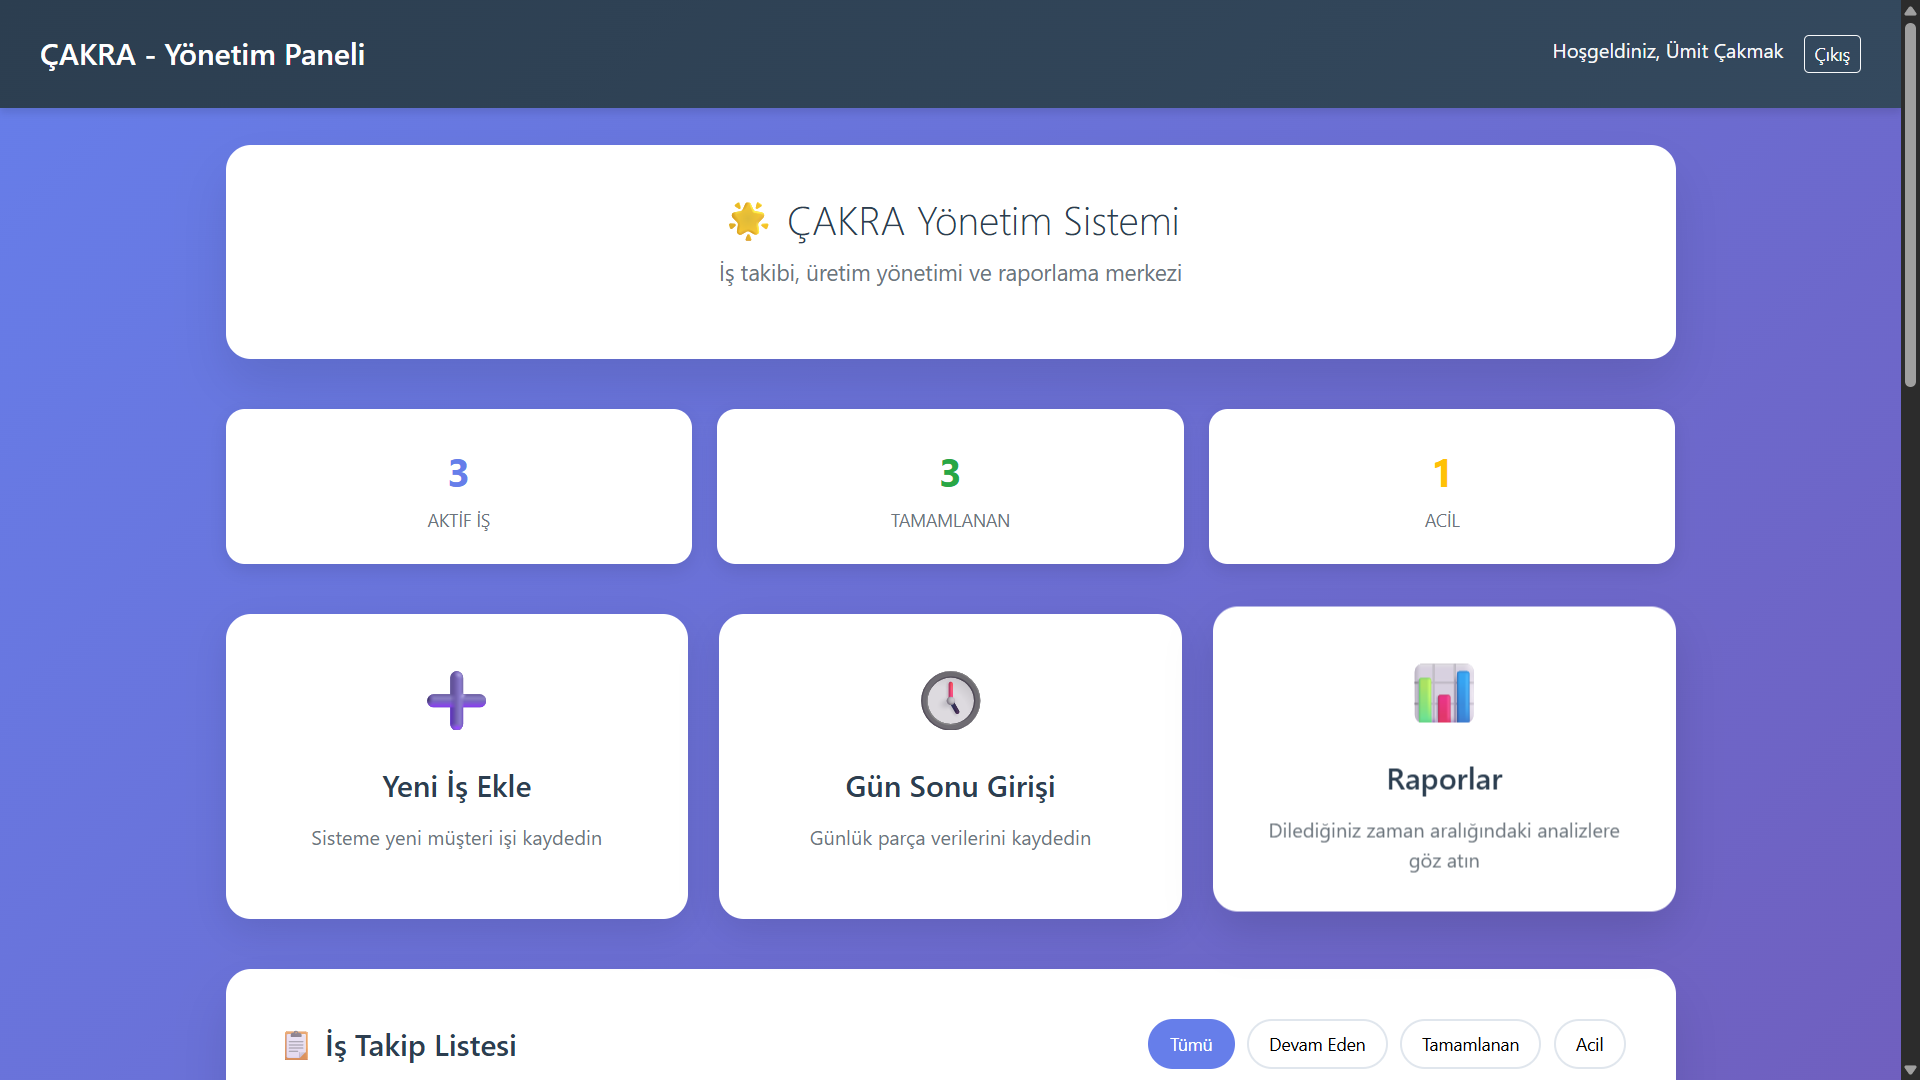 ÇAKRA - Yönetim Paneli
Hoşgeldiniz, Ümit Çakmak
Çıkış
ÇAKRA Yönetim Sistemi
İş takibi, üretim yönetimi ve raporlama merkezi
3
AKTİF İŞ
3
TAMAMLANAN
1
ACİL
Yeni İş Ekle
Sisteme yeni müşteri işi kaydedin
Gün Sonu Girişi
Günlük parça verilerini kaydedin
Raporlar
Dilediğiniz zaman aralığındaki analizlere
göz atın
İş Takip Listesi
Tümü
Devam Eden
Tamamlanan
Acil